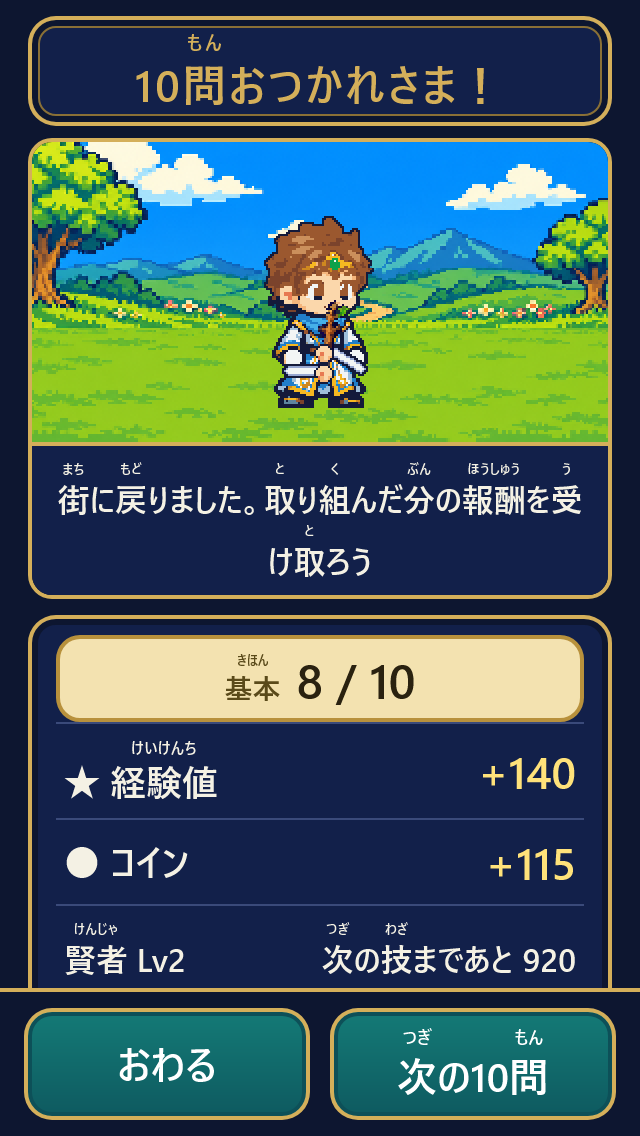 もん
10問おつかれさま！
まち もど と く ぶん ほうしゅう う
街に戻りました。取り組んだ分の報酬を受
と
け取ろう
きほん
基本 8 / 10
けいけんち
★ 経験値 +140
● コイン +115
けんじゃ つぎ わざ
賢者 Lv2 次の技まであと 920
おわる
つぎ もん
次の10問